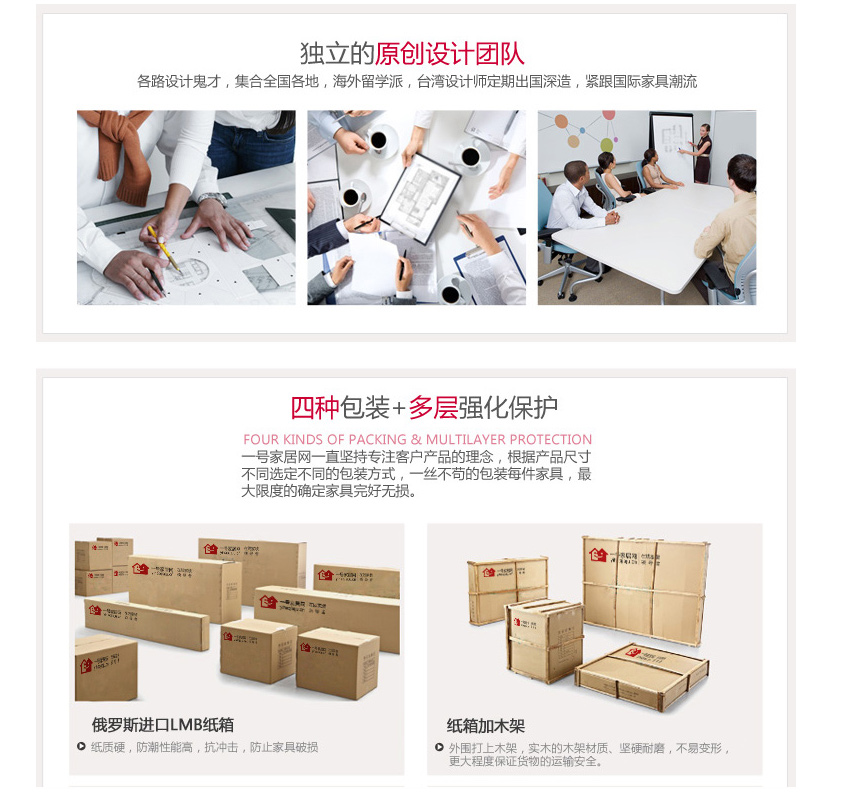 独立的原创设计团队
各路设计鬼才，集合全国各地，海外留学派，台湾设计师定期出国深造，紧跟国际家具潮流
四种包装+多层强化保护
FOUR KINDS OF PACKING & MULTILAYER PROTECTION
一号家居网一直坚持专注客户产品的理念，根据产品尺寸
不同选定不同的包装方式，一丝不苟的包装每件家具，最
大限度的确定家具完好无损。
俄罗斯进口LMB纸箱
纸质硬，防潮性能高，抗冲击，防止家具破损
纸箱加木架
外围打上木架，实木的木架材质、坚硬耐磨，不易变形，
更大程度保证货物的运输安全。